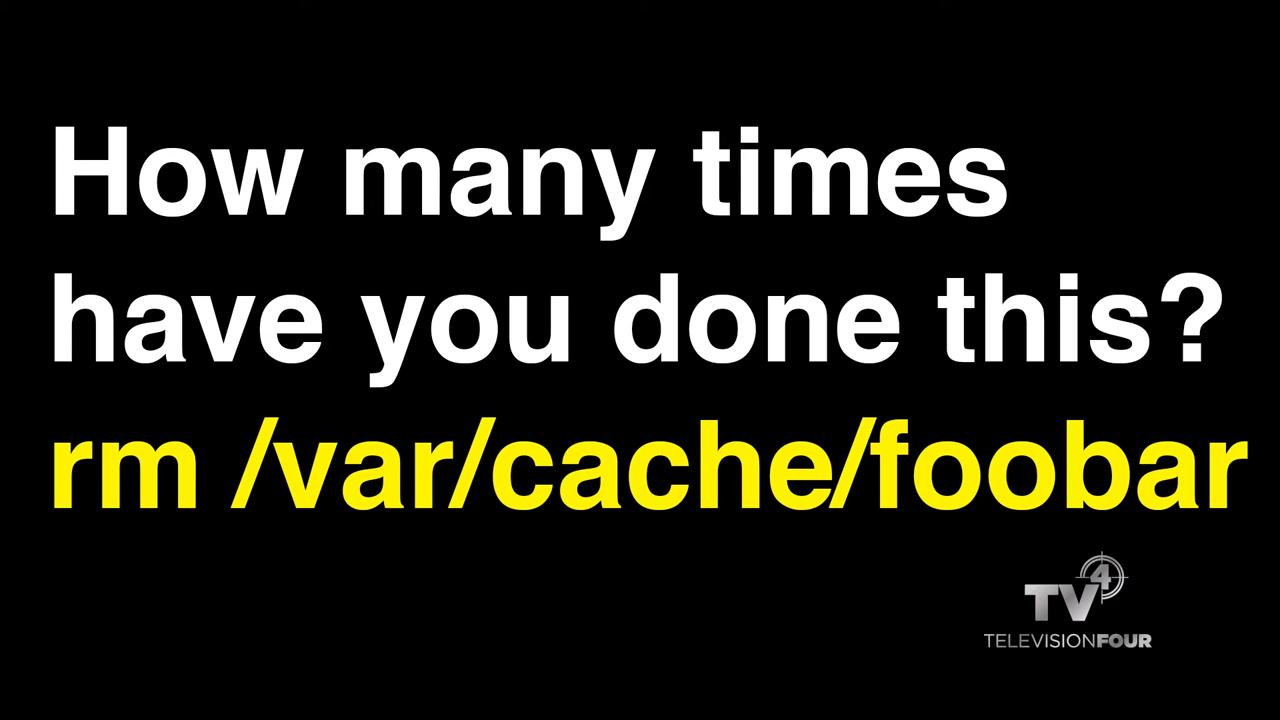 How many times
have you done this?
rm /var/cache/foobar
TV4
TELEVISIONFOUR